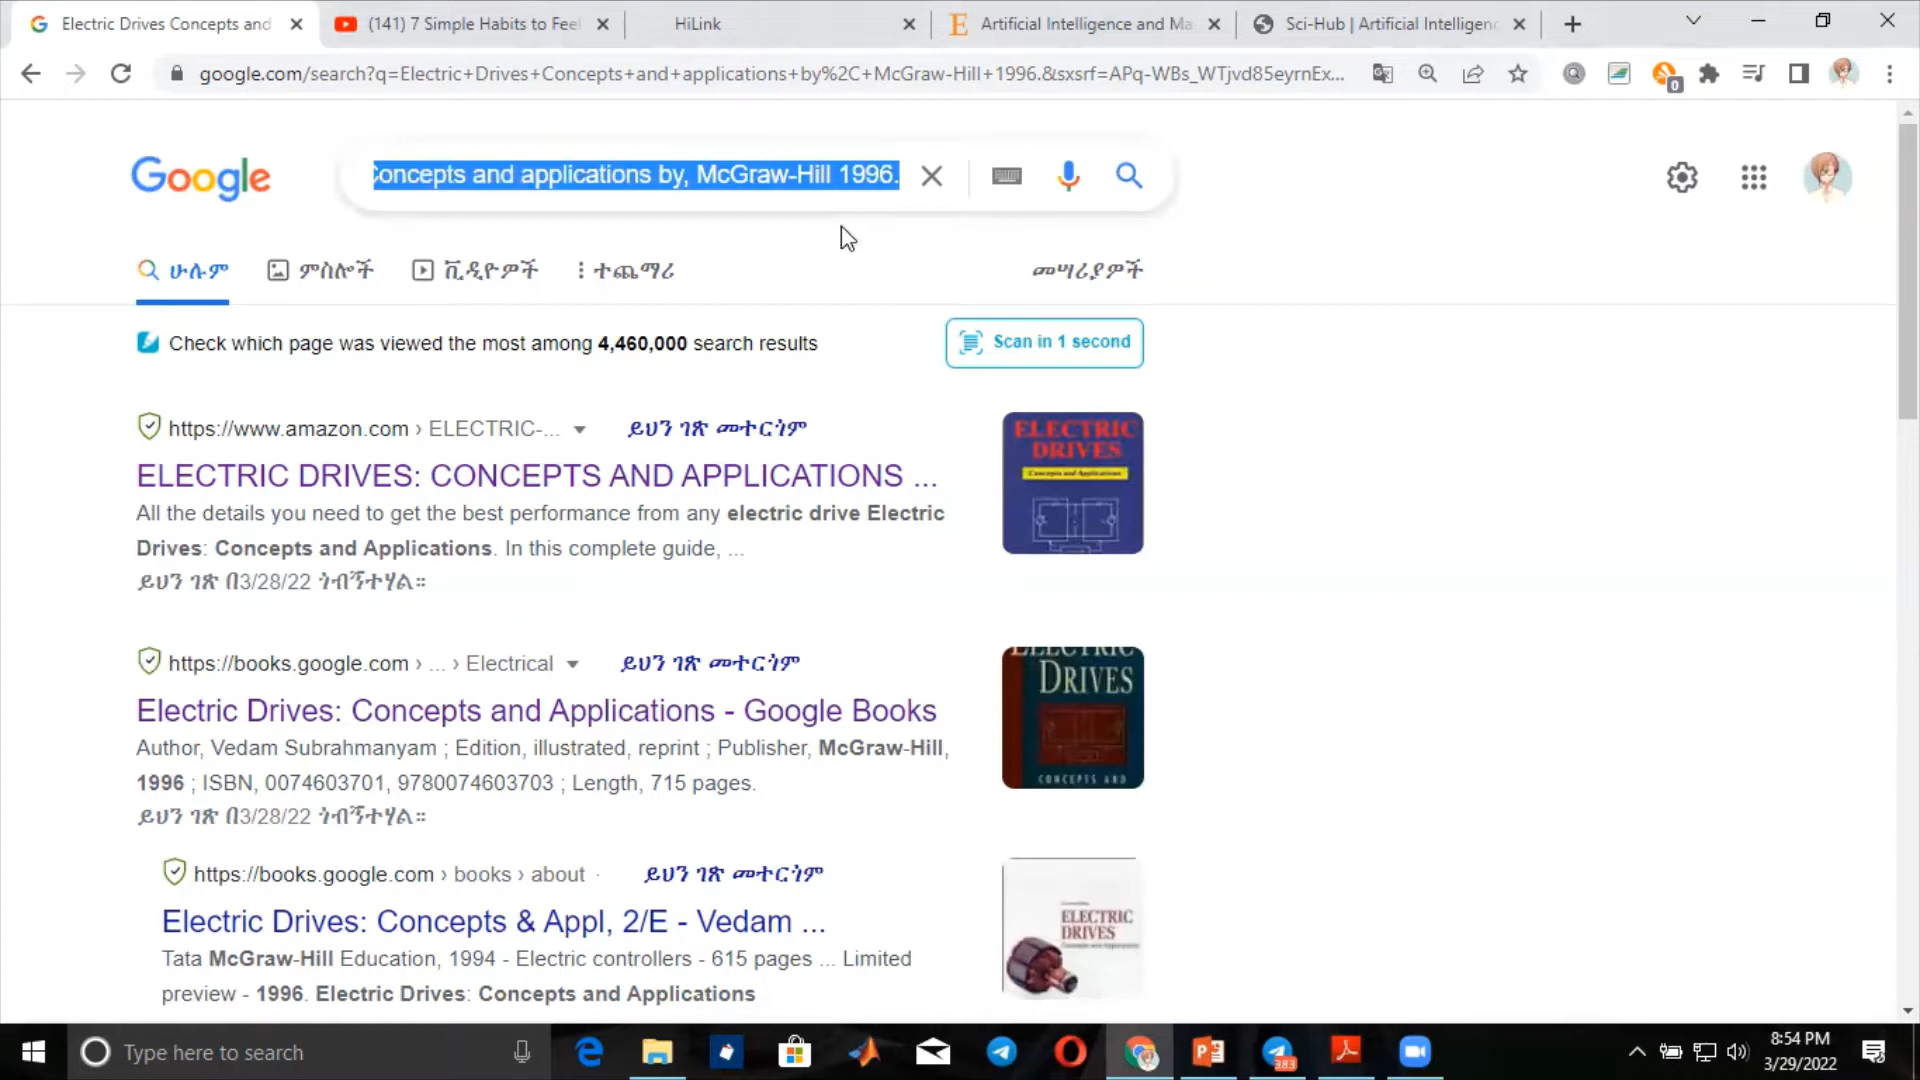 Electric Drives Concepts and
(141) 7 Simple Habits to Feel
HiLink
Artificial Intelligence and Ma
Sci-Hub | Artificial Intelligenc
google.com/search?q=Electric+Drives+Concepts+and+applications+by%2C+McGraw-Hill+1996.&sxsrf=APq-WBs_WTjvd85eyrnEx...
0
Google
Concepts and applications by, McGraw-Hill 1996.
ሁሉም
ምስሎች
ቪዲዮዎች
ተጨማሪ
መሣሪያዎች
Check which page was viewed the most among 4,460,000 search results
Scan in 1 second
https://www.amazon.com › ELECTRIC-...
ይህን ገጽ መተርጎም
ELECTRIC DRIVES: CONCEPTS AND APPLICATIONS ...
All the details you need to get the best performance from any electric drive Electric
Drives: Concepts and Applications. In this complete guide, ...
ይህን ገጽ በ3/28/22 ጎብኝተሃል።
ELECTRIC
DRIVES
Concepts and Applications
https://books.google.com › ... › Electrical
ይህን ገጽ መተርጎም
Electric Drives: Concepts and Applications - Google Books
Author, Vedam Subrahmanyam ; Edition, illustrated, reprint ; Publisher, McGraw-Hill,
1996 ; ISBN, 0074603701, 9780074603703 ; Length, 715 pages.
ይህን ገጽ በ3/28/22 ጎብኝተሃል።
ELECTRIC
DRIVES
CONCEPTS AND
https://books.google.com › books › about
ይህን ገጽ መተርጎም
Electric Drives: Concepts & Appl, 2/E - Vedam ...
Tata McGraw-Hill Education, 1994 - Electric controllers - 615 pages ... Limited
preview - 1996. Electric Drives: Concepts and Applications
ELECTRIC
DRIVES
Type here to search
383
8:54 PM
3/29/2022